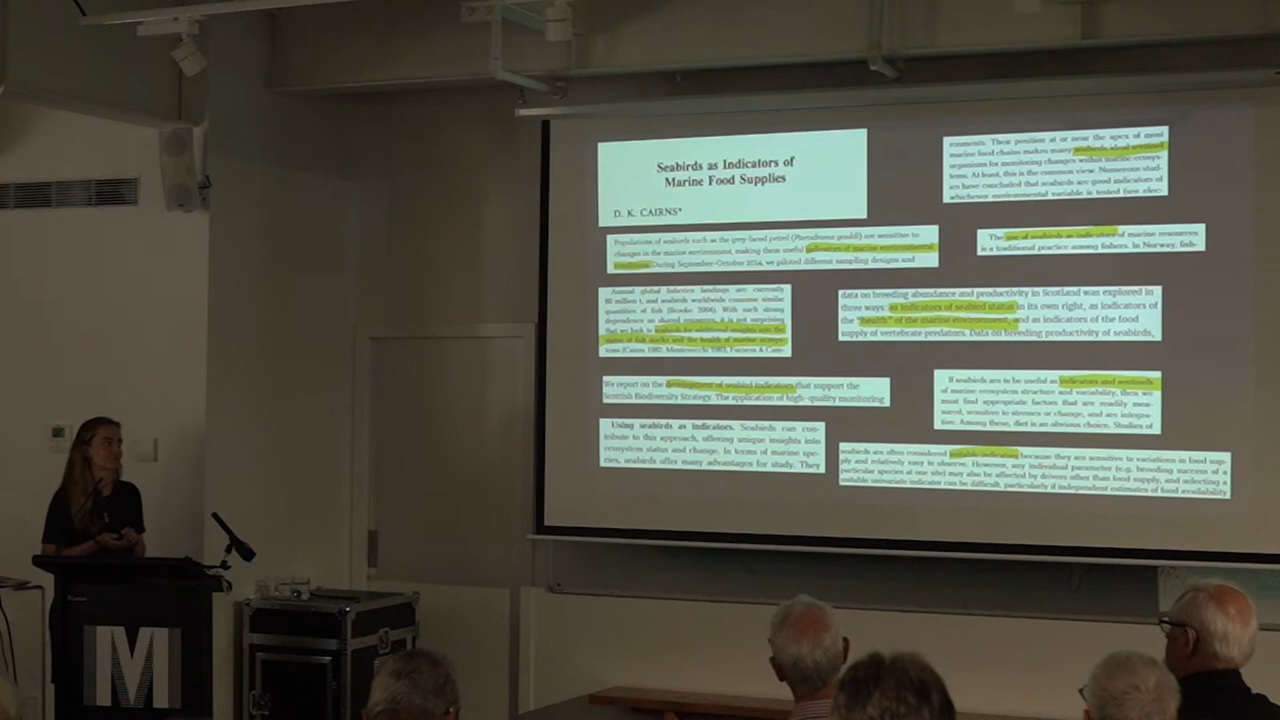 Seabirds as Indicators of
Marine Food Supplies
D. K. CAIRNS*
ronments. Their position at or near the apex of most
marine food chains makes many seabirds ideal sentinel
organisms for monitoring changes within marine ecosys-
tems. At least, this is the common view. Numerous stud-
ies have concluded that seabirds are good indicators of
whichever environmental variable is tested (see elec-
Populations of seabirds such as the grey-faced petrel (Pterodroma gouldi) are sensitive to
changes in the marine environment, making them useful indicators of marine environmental
conditions. During September-October 2014, we piloted different sampling designs and
The use of seabirds as indicators of marine resources
is a traditional practice among fishers. In Norway, fish-
Annual global fisheries landings are currently
80 million t, and seabirds worldwide consume similar
quantities of fish (Brooke 2004). With such strong
dependence on shared resources, it is not surprising
that we look to seabirds for additional insights into the
status of fish stocks and the health of marine ecosys-
tems (Cairns 1987, Montevecchi 1993, Furness & Cam-
data on breeding abundance and productivity in Scotland was explored in
three ways: as indicators of seabird status in its own right, as indicators of
the "health" of the marine environment, and as indicators of the food
supply of vertebrate predators. Data on breeding productivity of seabirds,
We report on the development of seabird indicators that support the
Scottish Biodiversity Strategy. The application of high-quality monitoring
If seabirds are to be useful as indicators and sentinels
of marine ecosystem structure and variability, then we
must find appropriate factors that are readily mea-
sured, sensitive to stresses or change, and are integra-
tive. Among these, diet is an obvious choice. Studies of
Using seabirds as indicators. Seabirds can con-
tribute to this approach, offering unique insights into
ecosystem status and change. In terms of marine spe-
cies, seabirds offer many advantages for study. They
seabirds are often considered suitable indicators because they are sensitive to variations in food sup-
ply and relatively easy to observe. However, any individual parameter (e.g. breeding success of a
particular species at one site) may also be affected by drivers other than food supply, and selecting a
suitable univariate indicator can be difficult, particularly if independent estimates of food availability
M